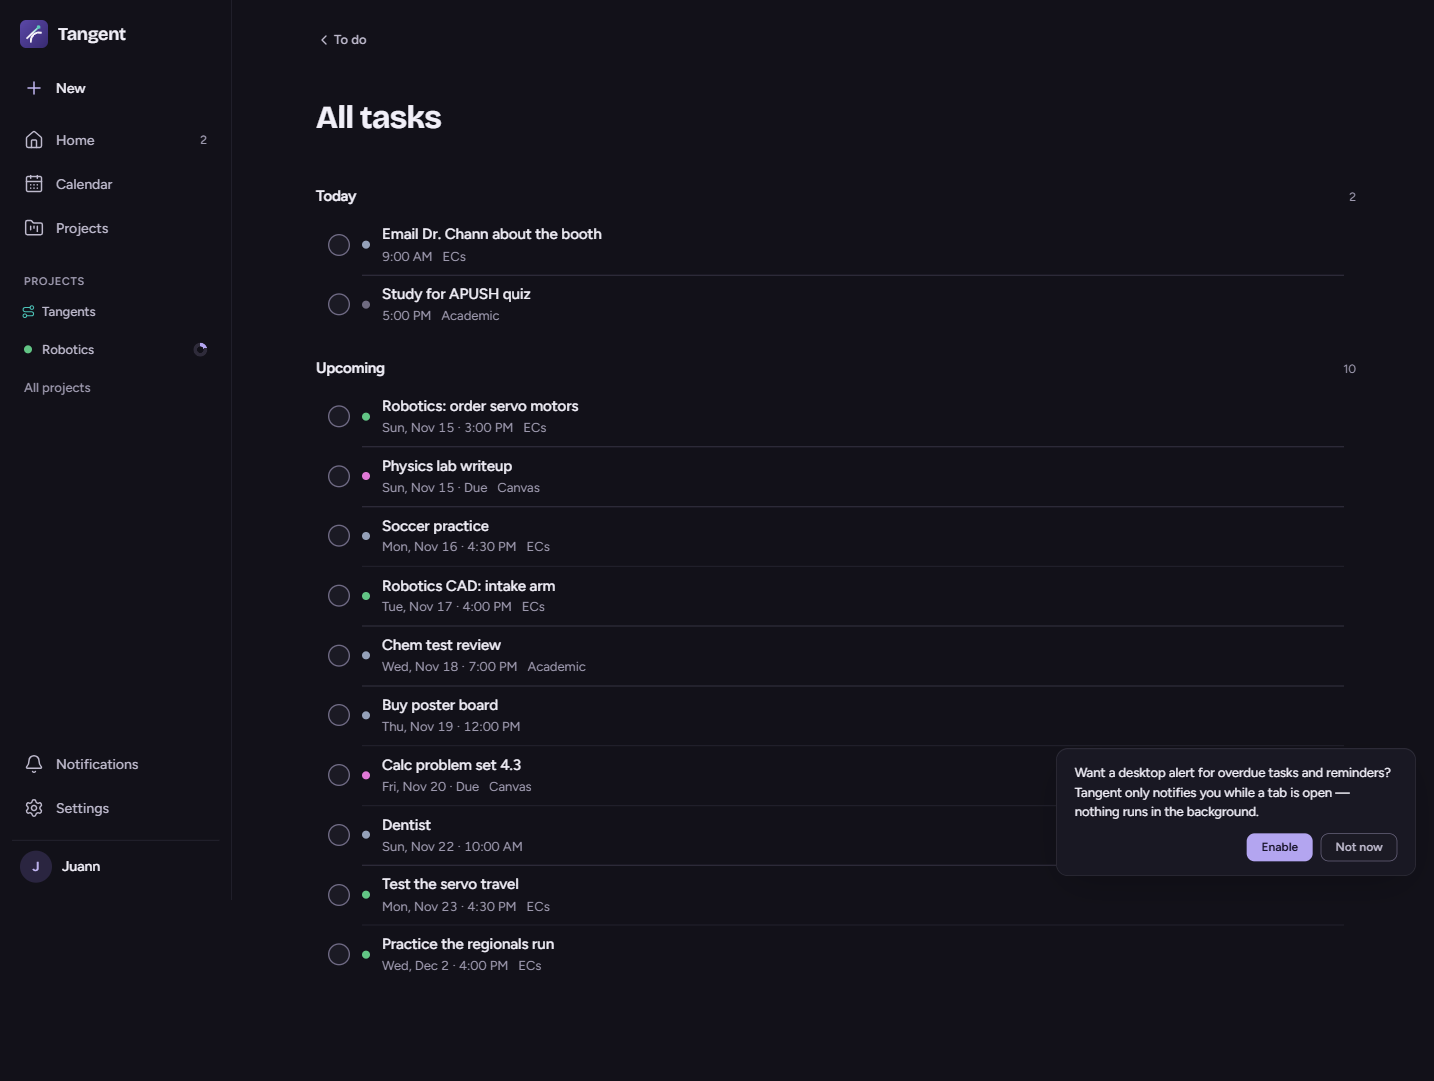 Tangent
New
Home 2
Calendar
Projects
PROJECTS
Tangents
Robotics
All projects
Notifications
Settings
J Juann
To do
All tasks
Today 2
Email Dr. Chann about the booth
9:00 AM ECs
Study for APUSH quiz
5:00 PM Academic
Upcoming 10
Robotics: order servo motors
Sun, Nov 15 · 3:00 PM ECs
Physics lab writeup
Sun, Nov 15 · Due Canvas
Soccer practice
Mon, Nov 16 · 4:30 PM ECs
Robotics CAD: intake arm
Tue, Nov 17 · 4:00 PM ECs
Chem test review
Wed, Nov 18 · 7:00 PM Academic
Buy poster board
Thu, Nov 19 · 12:00 PM
Calc problem set 4.3
Fri, Nov 20 · Due Canvas
Dentist
Sun, Nov 22 · 10:00 AM
Test the servo travel
Mon, Nov 23 · 4:30 PM ECs
Practice the regionals run
Wed, Dec 2 · 4:00 PM ECs
Want a desktop alert for overdue tasks and reminders?
Tangent only notifies you while a tab is open —
nothing runs in the background.
Enable Not now